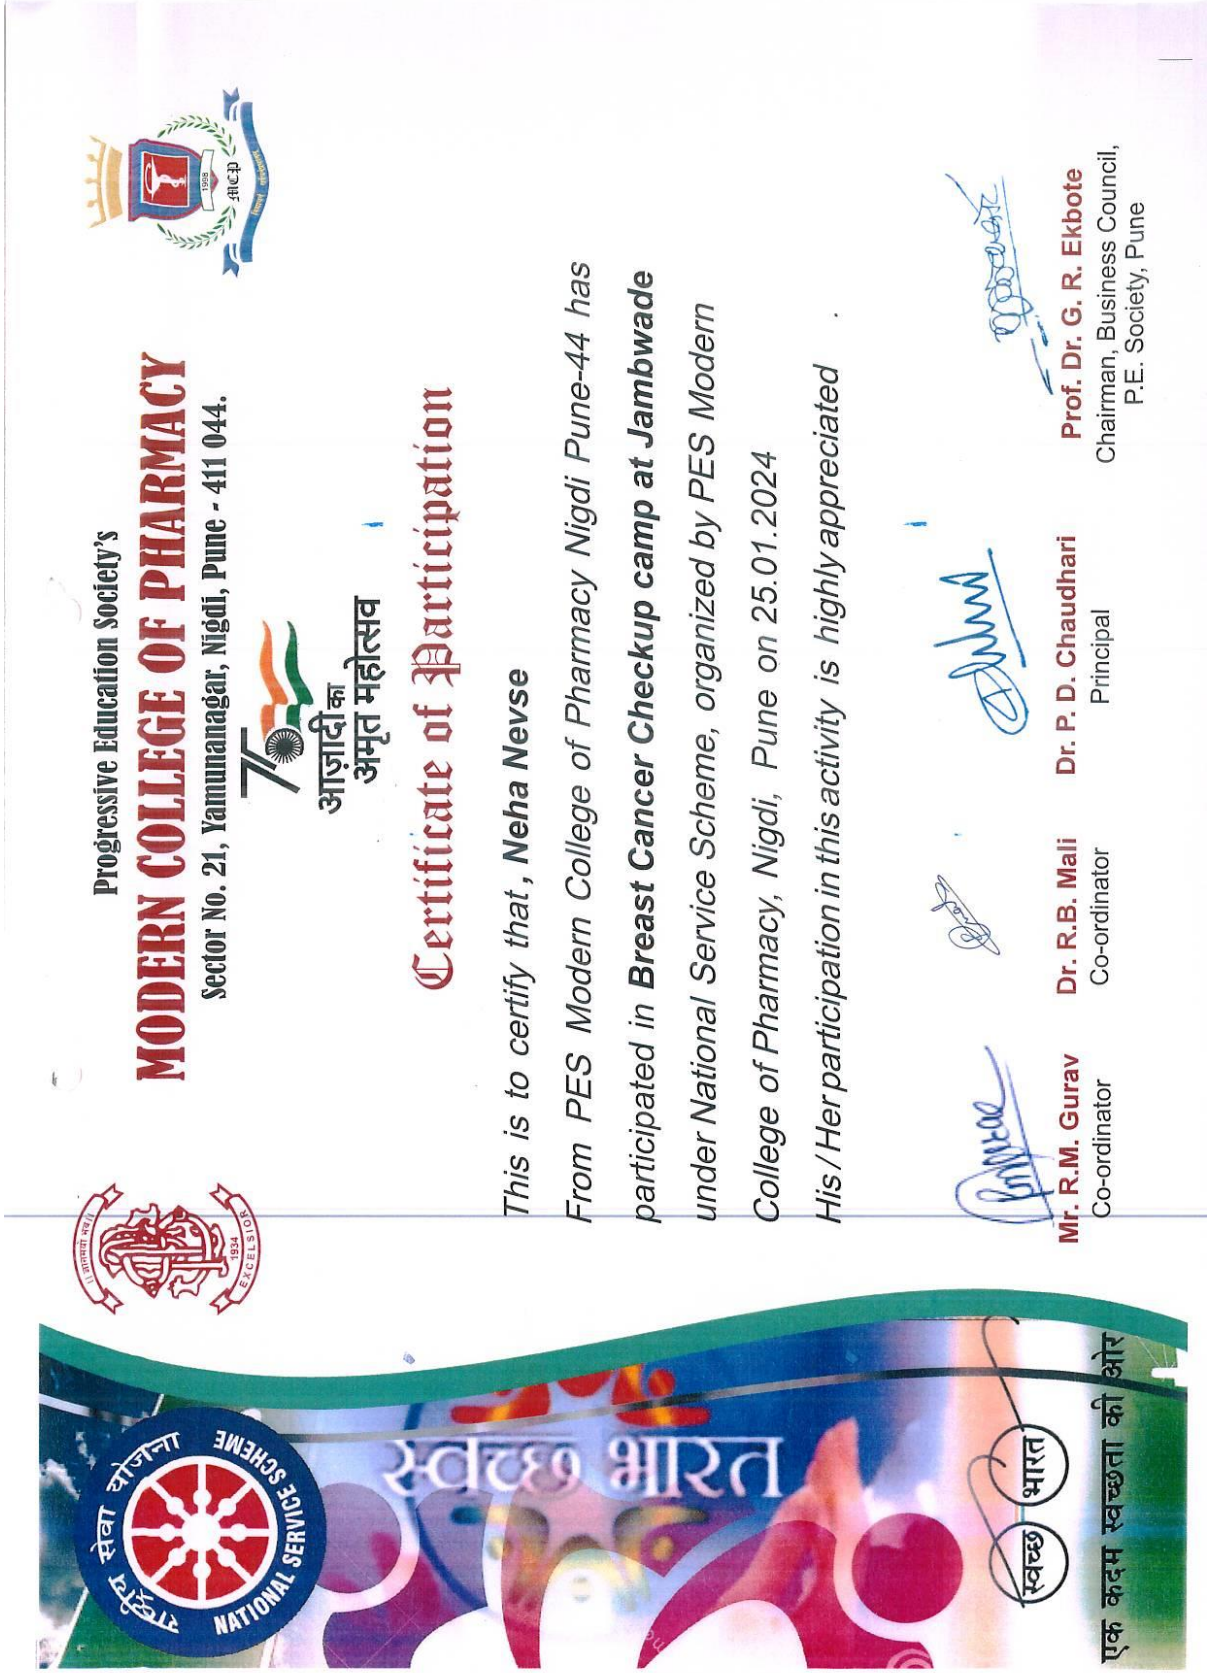 Progressive Education Society's
MODERN COLLEGE OF PHARMACY
Sector No. 21, Yamunanagar, Nigdi, Pune - 411 044.
|| ज्ञानमयो भव ||
1934
EXCELSIOR
1998
MCP
75
आज़ादी का
अमृत महोत्सव
Certificate of Participation
This is to certify that , Neha Nevse
From PES Modern College of Pharmacy Nigdi Pune-44 has
participated in Breast Cancer Checkup camp at Jambwade
under National Service Scheme, organized by PES Modern
College of Pharmacy, Nigdi, Pune on 25.01.2024
His / Her participation in this activity is highly appreciated .
Mr. R.M. Gurav
Co-ordinator
Dr. R.B. Mali
Co-ordinator
Dr. P. D. Chaudhari
Principal
Prof. Dr. G. R. Ekbote
Chairman, Business Council,
P.E. Society, Pune
राष्ट्रीय सेवा योजना
NATIONAL SERVICE SCHEME
स्वच्छ भारत
स्वच्छ भारत
एक कदम स्वच्छता की ओर